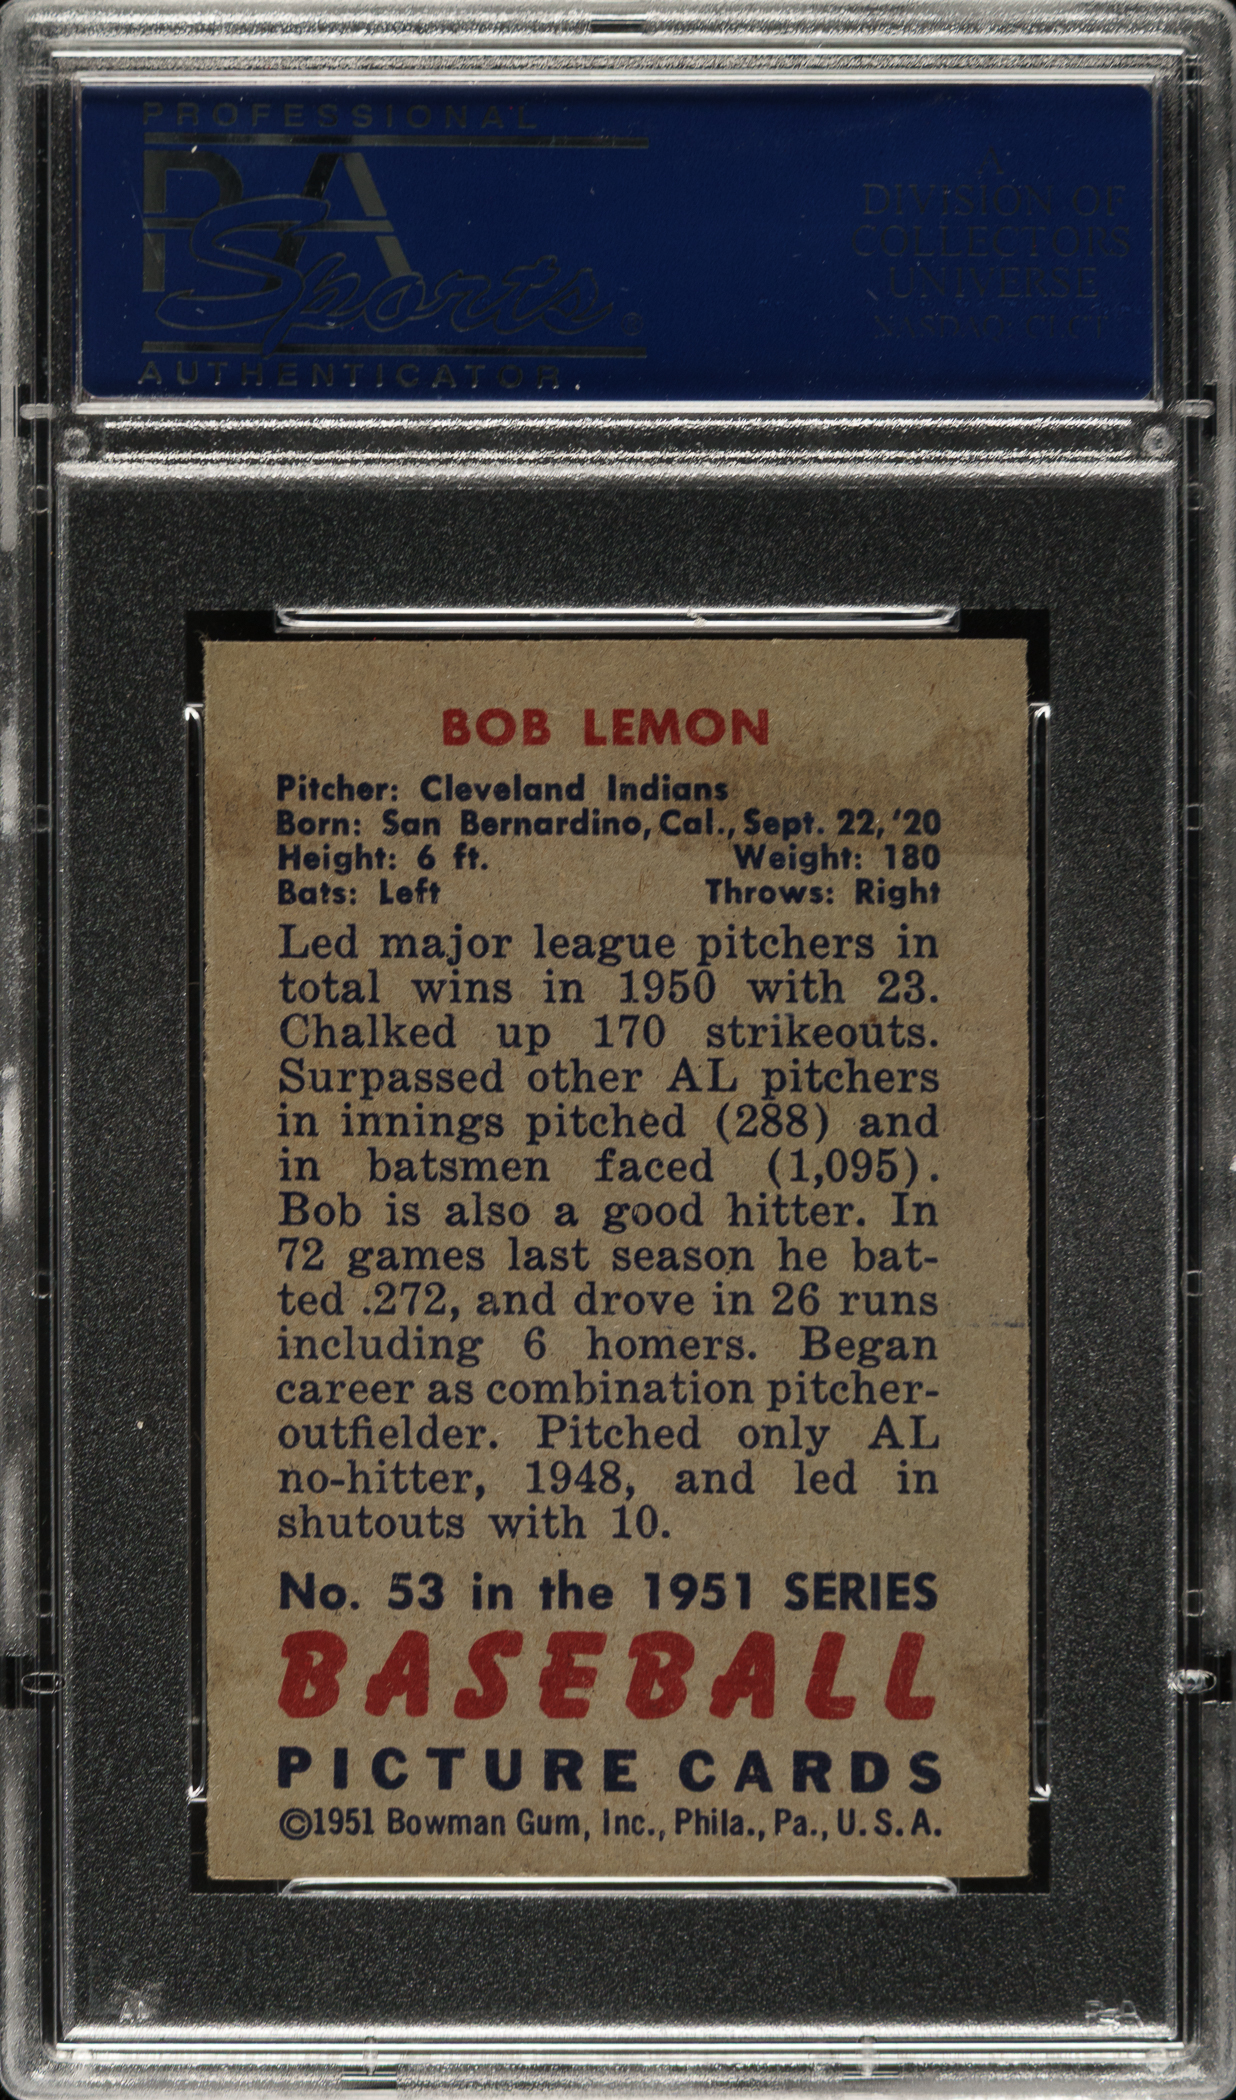 PROFESSIONAL
PSA
Sports ®
AUTHENTICATOR.
A
DIVISION OF
COLLECTORS
UNIVERSE
NASDAQ: CLCT
BOB LEMON
Pitcher: Cleveland Indians
Born: San Bernardino, Cal., Sept. 22, '20
Height: 6 ft. Weight: 180
Bats: Left Throws: Right
Led major league pitchers in
total wins in 1950 with 23.
Chalked up 170 strikeouts.
Surpassed other AL pitchers
in innings pitched (288) and
in batsmen faced (1,095).
Bob is also a good hitter. In
72 games last season he bat-
ted .272, and drove in 26 runs
including 6 homers. Began
career as combination pitcher-
outfielder. Pitched only AL
no-hitter, 1948, and led in
shutouts with 10.
No. 53 in the 1951 SERIES
BASEBALL
PICTURE CARDS
©1951 Bowman Gum, Inc., Phila., Pa., U.S.A.
PSA